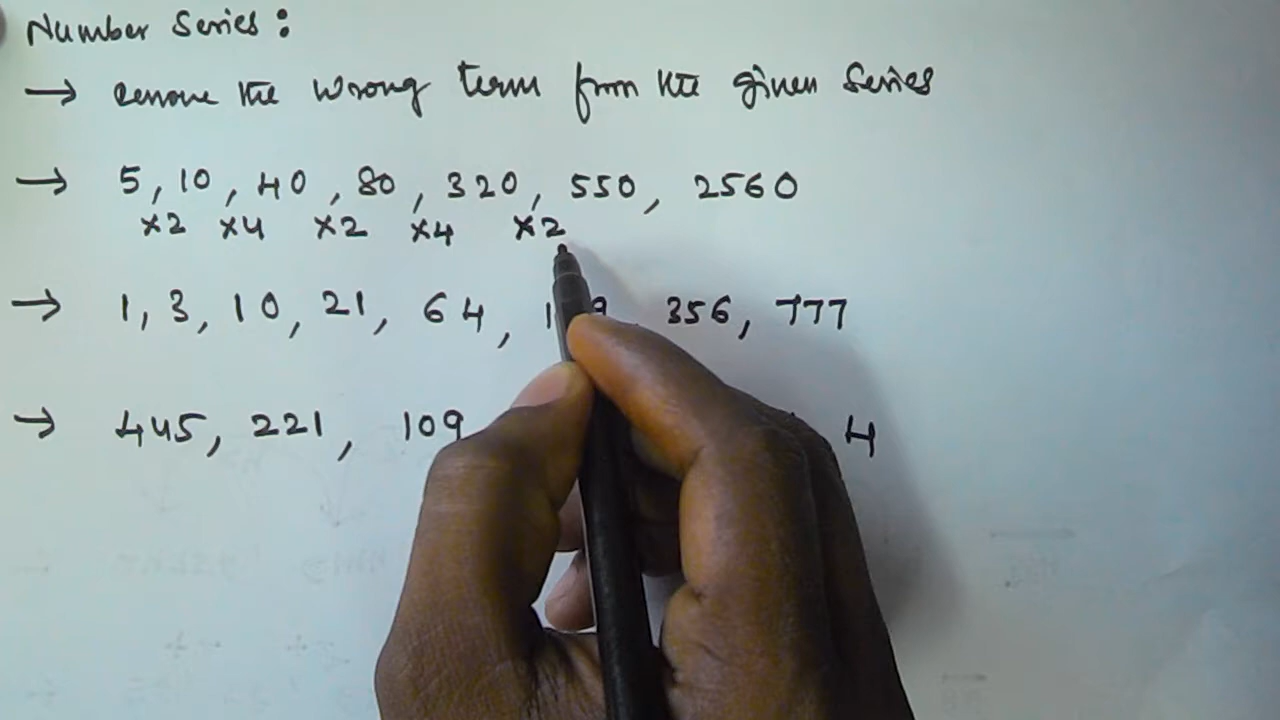 Number Series:
→ Remove the wrong term from the given Series
→ 5, 10, 40, 80, 320, 550, 2560
×2 ×4 ×2 ×4 ×2
→ 1, 3, 10, 21, 64, 356, 777
→ 445, 221, 109 4